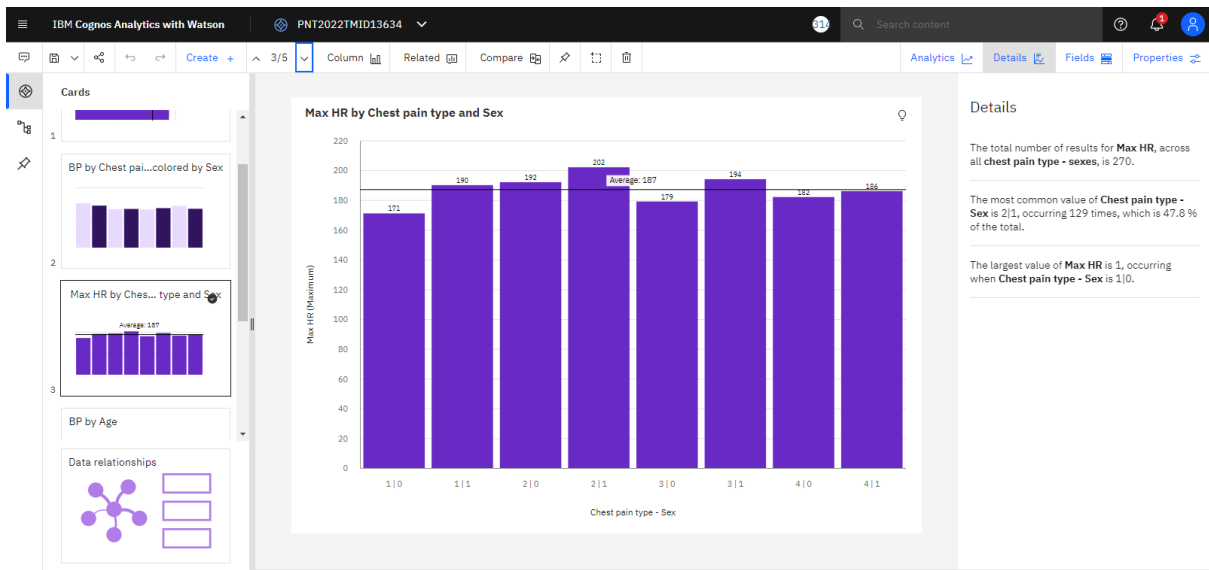 IBM Cognos Analytics with Watson
PNT2022TMID13634
314
Search content
1
Create +
3/5
Column
Related
Compare
Analytics
Details
Fields
Properties
Cards
1
BP by Chest pai...colored by Sex
2
Max HR by Ches... type and Sex
Average: 187
3
BP by Age
Data relationships
Max HR by Chest pain type and Sex
Max HR (Maximum)
220
200
180
160
140
120
100
80
60
40
20
0
171
190
192
202
Average: 187
179
194
182
186
1|0
1|1
2|0
2|1
3|0
3|1
4|0
4|1
Chest pain type - Sex
Details
The total number of results for Max HR, across
all chest pain type - sexes, is 270.
The most common value of Chest pain type -
Sex is 2|1, occurring 129 times, which is 47.8 %
of the total.
The largest value of Max HR is 1, occurring
when Chest pain type - Sex is 1|0.